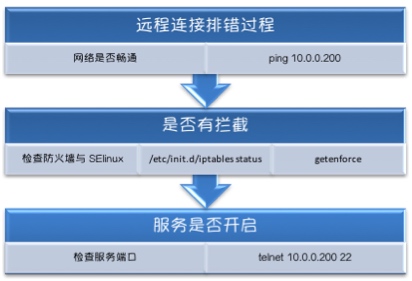 远程连接排错过程
网络是否畅通 ping 10.0.0.200
是否有拦截
检查防火墙与 SElinux /etc/init.d/iptables status getenforce
服务是否开启
检查服务端口 telnet 10.0.0.200 22